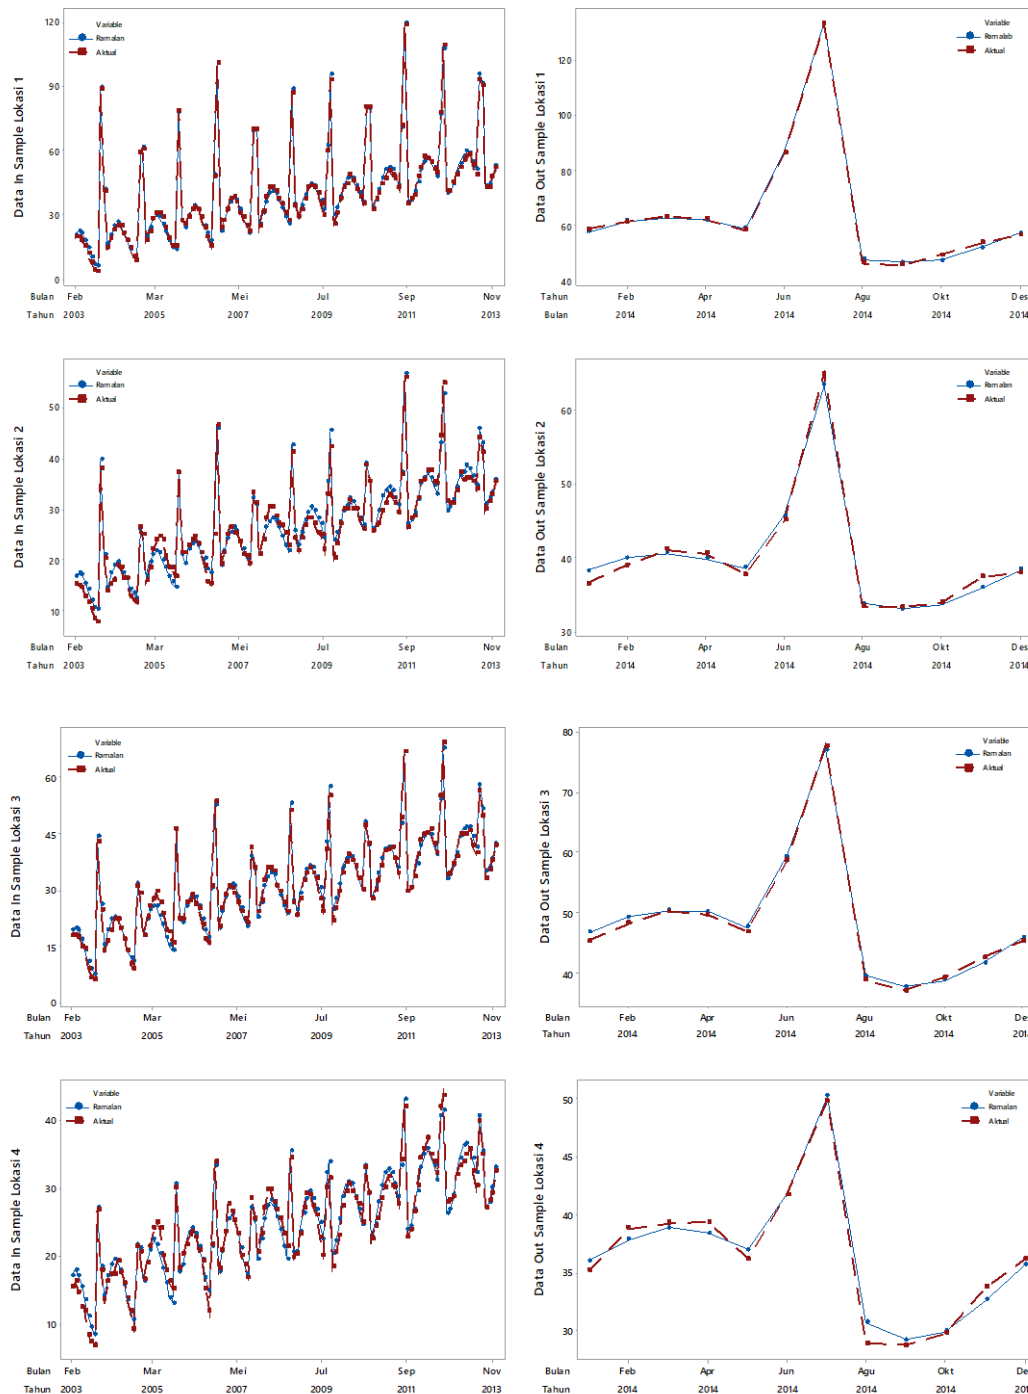 Data In Sample Lokasi 1
120
90
60
30
0
Variable
Ramalan
Aktual
Bulan Feb Mar Mei Jul Sep Nov
Tahun 2003 2005 2007 2009 2011 2013
Data Out Sample Lokasi 1
120
100
80
60
40
Variable
Ramalab
Aktual
Tahun Feb Apr Jun Agu Okt Des
Bulan 2014 2014 2014 2014 2014 2014
Data In Sample Lokasi 2
50
40
30
20
10
Variable
Ramalan
Aktual
Bulan Feb Mar Mei Jul Sep Nov
Tahun 2003 2005 2007 2009 2011 2013
Data Out Sample Lokasi 2
60
50
40
30
Variable
Ramalan
Aktual
Bulan Feb Apr Jun Agu Okt Des
Tahun 2014 2014 2014 2014 2014 2014
Data In Sample Lokasi 3
60
45
30
15
0
Variable
Ramalan
Aktual
Bulan Feb Mar Mei Jul Sep Nov
Tahun 2003 2005 2007 2009 2011 2013
Data Out Sample Lokasi 3
80
70
60
50
40
Variable
Ramalan
Aktual
Bulan Feb Apr Jun Agu Okt Des
Tahun 2014 2014 2014 2014 2014 2014
Data In Sample Lokasi 4
40
30
20
10
Variable
Ramalan
Aktual
Bulan Feb Mar Mei Jul Sep Nov
Tahun 2003 2005 2007 2009 2011 2013
Data Out Sample Lokasi 4
50
45
40
35
30
Variable
Ramalan
Aktual
Bulan Feb Apr Jun Agu Okt Des
Tahun 2014 2014 2014 2014 2014 2014